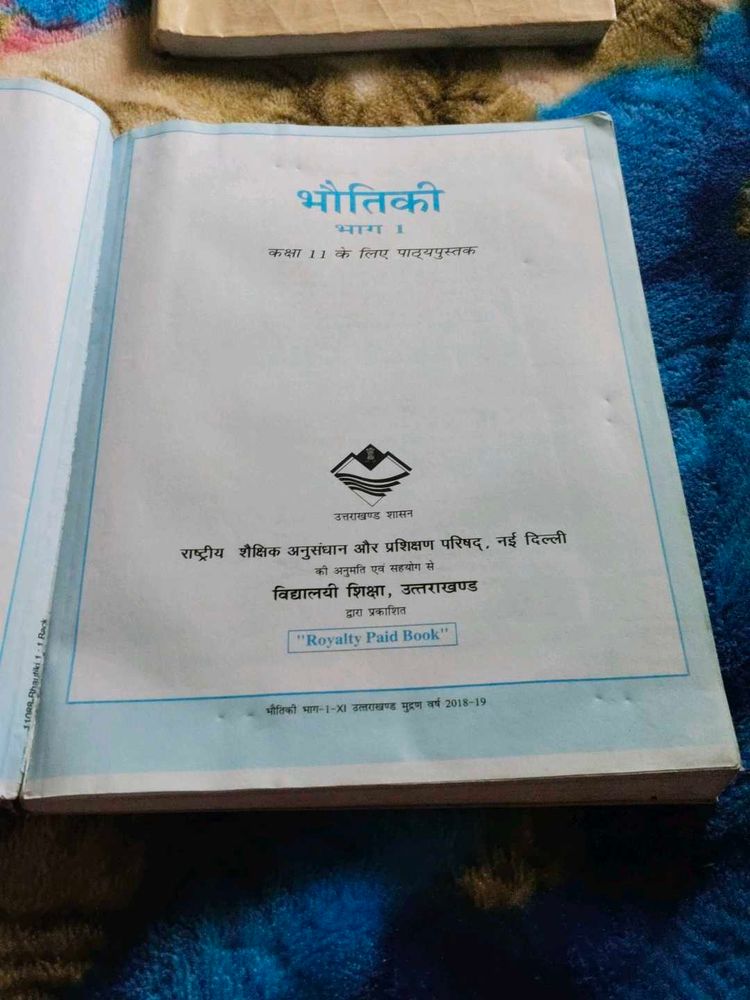 भौतिकी
भाग 1
कक्षा 11 के लिए पाठ्यपुस्तक
उत्तराखण्ड शासन
राष्ट्रीय शैक्षिक अनुसंधान और प्रशिक्षण परिषद्, नई दिल्ली
की अनुमति एवं सहयोग से
विद्यालयी शिक्षा, उत्तराखण्ड
द्वारा प्रकाशित
"Royalty Paid Book"
भौतिकी भाग-1-XI उत्तराखण्ड मुद्रण वर्ष 2018-19